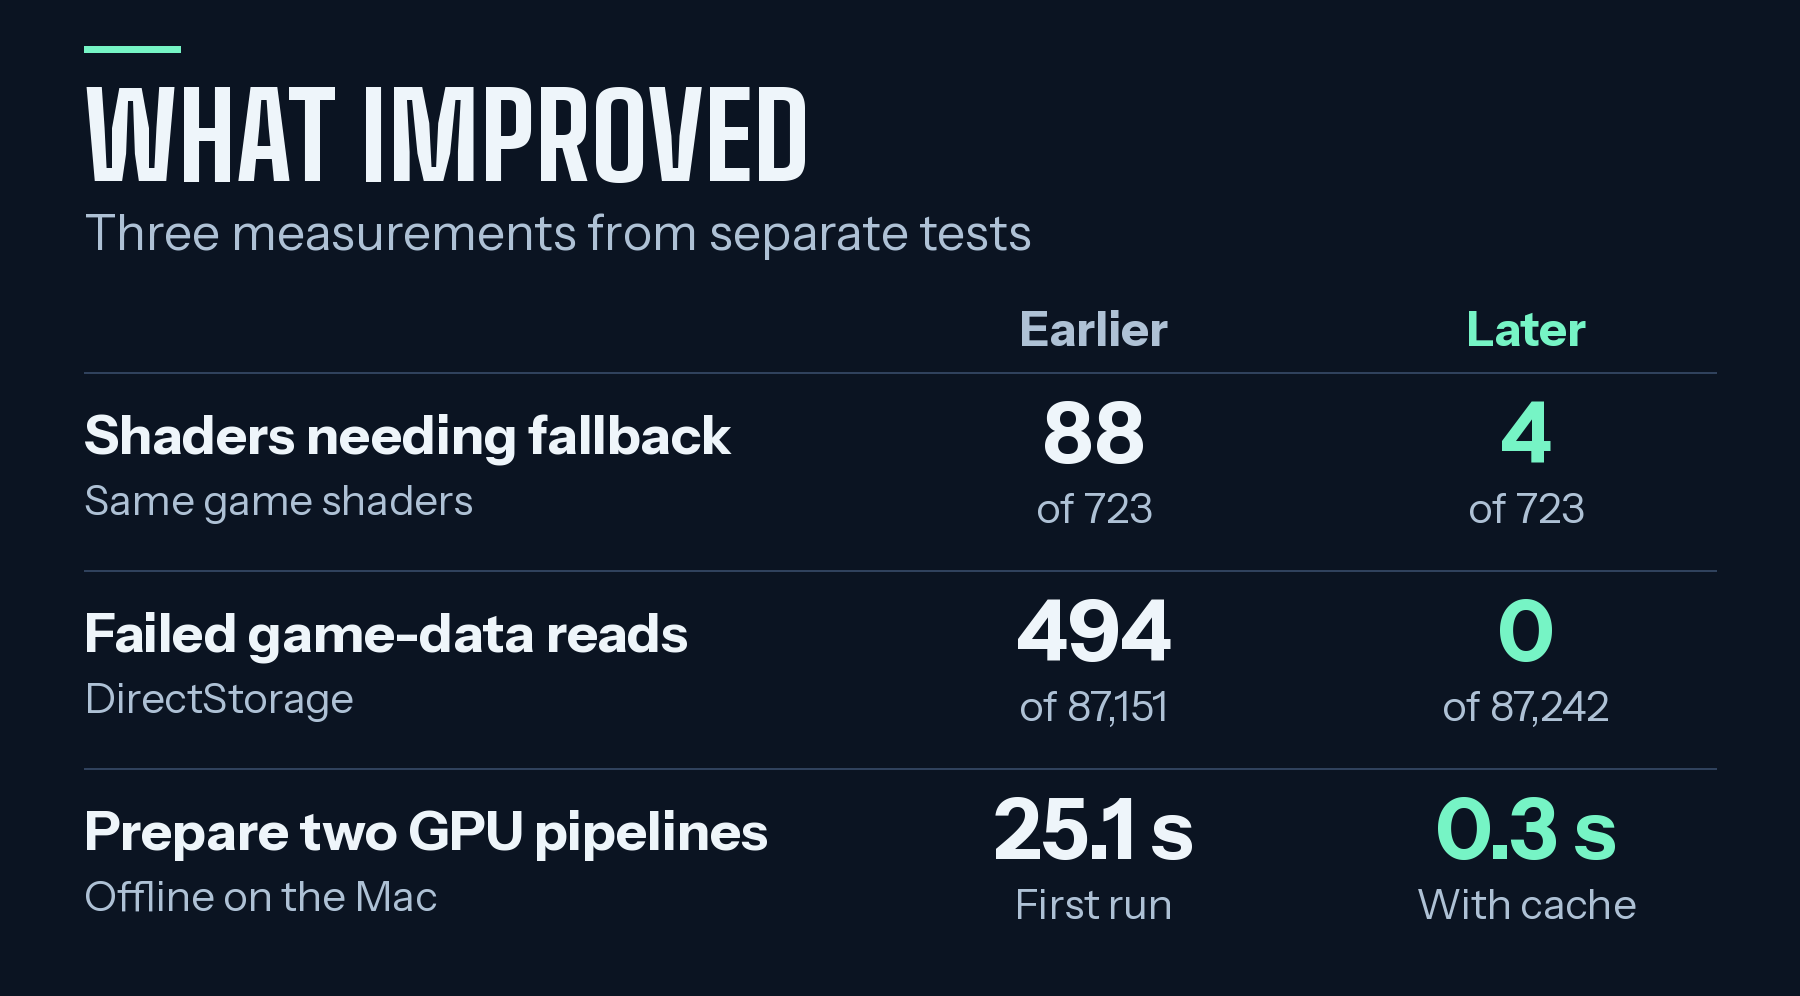 WHAT IMPROVED
Three measurements from separate tests
Earlier Later
Shaders needing fallback 88 4
Same game shaders of 723 of 723
Failed game-data reads 494 0
DirectStorage of 87,151 of 87,242
Prepare two GPU pipelines 25.1 s 0.3 s
Offline on the Mac First run With cache